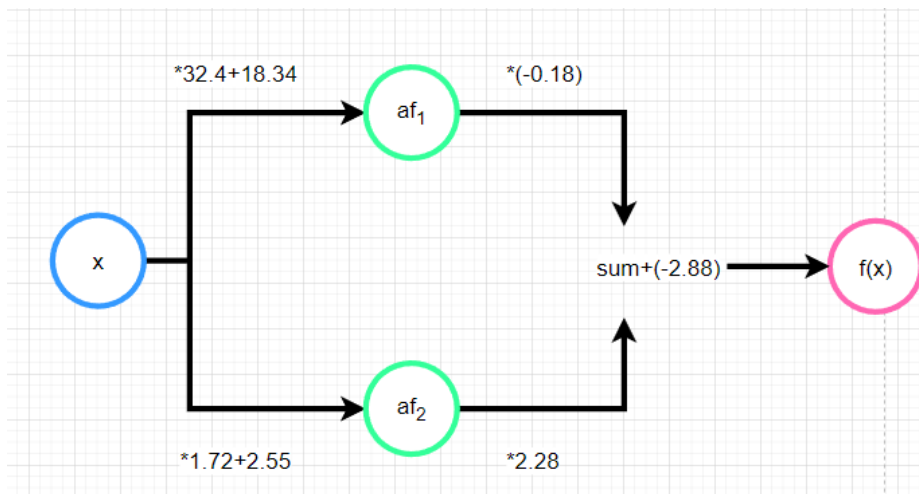 *32.4+18.34
*(-0.18)
af1
x
sum+(-2.88)
f(x)
af2
*1.72+2.55
*2.28